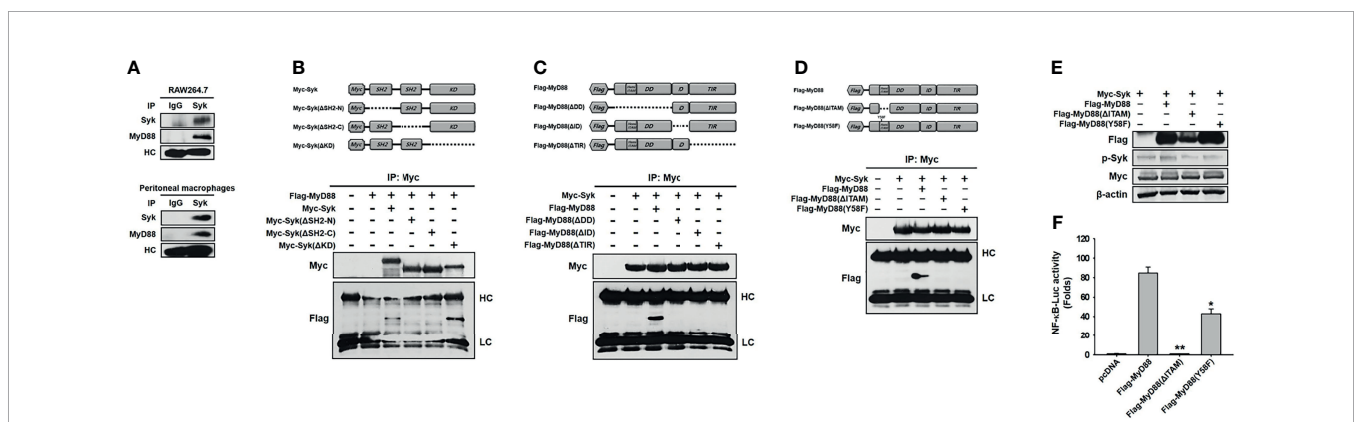 A
RAW264.7
IP IgG Syk
Syk
MyD88
HC
Peritoneal macrophages
IP IgG Syk
Syk
MyD88
HC
B
Myc-Syk Myc SH2 SH2 KD
Myc-Syk(ΔSH2-N) Myc SH2 KD
Myc-Syk(ΔSH2-C) Myc SH2 KD
Myc-Syk(ΔKD) Myc SH2 SH2
IP: Myc
Flag-MyD88 - + + + + +
Myc-Syk - - + - - -
Myc-Syk(ΔSH2-N) - - - + - -
Myc-Syk(ΔSH2-C) - - - - + -
Myc-Syk(ΔKD) - - - - - +
Myc
HC
Flag
LC
C
Flag-MyD88 Flag DD D TIR
Flag-MyD88(ΔDD) Flag D TIR
Flag-MyD88(ΔID) Flag DD TIR
Flag-MyD88(ΔTIR) Flag DD D
IP: Myc
Myc-Syk - + + + + +
Flag-MyD88 - - + - - -
Flag-MyD88(ΔDD) - - - + - -
Flag-MyD88(ΔID) - - - - + -
Flag-MyD88(ΔTIR) - - - - - +
Myc
HC
Flag
LC
D
Flag-MyD88 Flag DD ID TIR
Flag-MyD88(ΔITAM) Flag DD ID TIR
Y58F
Flag-MyD88(Y58F) Flag DD ID TIR
IP: Myc
Myc-Syk - + + + +
Flag-MyD88 - - + - -
Flag-MyD88(ΔITAM) - - - + -
Flag-MyD88(Y58F) - - - - +
Myc
HC
Flag
LC
E
Myc-Syk + + + +
Flag-MyD88 - + - -
Flag-MyD88(ΔITAM) - - + -
Flag-MyD88(Y58F) - - - +
Flag
p-Syk
Myc
β-actin
F
NF-κB-Luc activity
(Folds)
120
100
80
60
40
20
0
**
*
pcDNA
Flag-MyD88
Flag-MyD88(ΔITAM)
Flag-MyD88(Y58F)